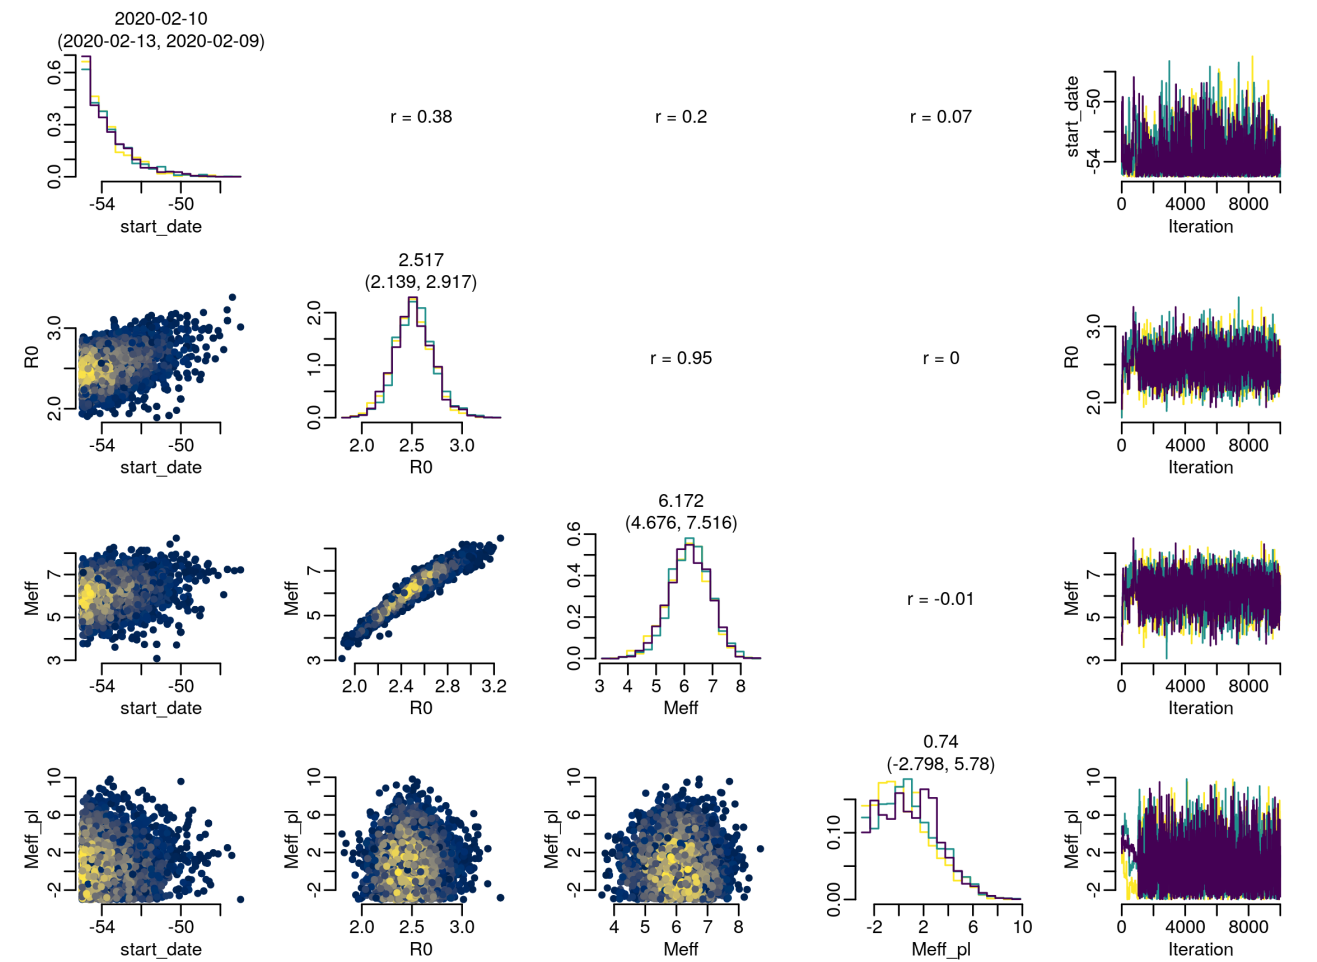 2020-02-10
(2020-02-13, 2020-02-09)
0.0 0.3 0.6
-54 -50
start_date
r = 0.38
r = 0.2
r = 0.07
start_date
-54 -50
0 4000 8000
Iteration
R0
2.0 3.0
-54 -50
start_date
2.517
(2.139, 2.917)
0.0 1.0 2.0
2.0 2.5 3.0
R0
r = 0.95
r = 0
R0
2.0 3.0
0 4000 8000
Iteration
Meff
3 5 7
-54 -50
start_date
Meff
3 5 7
2.0 2.4 2.8 3.2
R0
6.172
(4.676, 7.516)
0.0 0.2 0.4 0.6
3 4 5 6 7 8
Meff
r = -0.01
Meff
3 5 7
0 4000 8000
Iteration
Meff_pl
-2 2 6 10
-54 -50
start_date
Meff_pl
-2 2 6 10
2.0 2.5 3.0
R0
Meff_pl
-2 2 6 10
4 5 6 7 8
Meff
0.74
(-2.798, 5.78)
0.00 0.10
-2 2 6 10
Meff_pl
Meff_pl
-2 2 6 10
0 4000 8000
Iteration